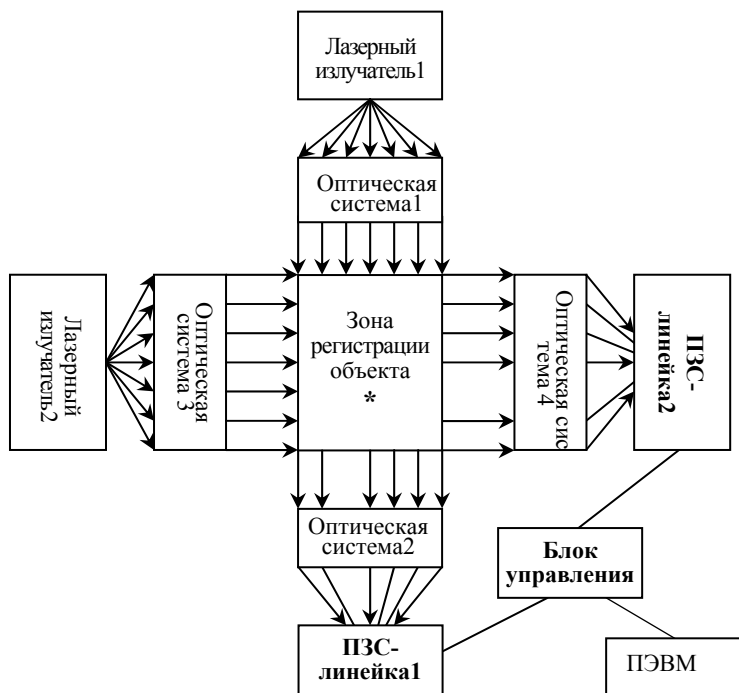 Лазерный
излучатель1
Оптическая
система1
Лазерный
излучатель2
Оптическая
система 3
Зона
регистрации
объекта
*
Оптическая сис
тема 4
ПЗС-
линейка2
Оптическая
система2
Блок
управления
ПЗС-
линейка1
ПЭВМ